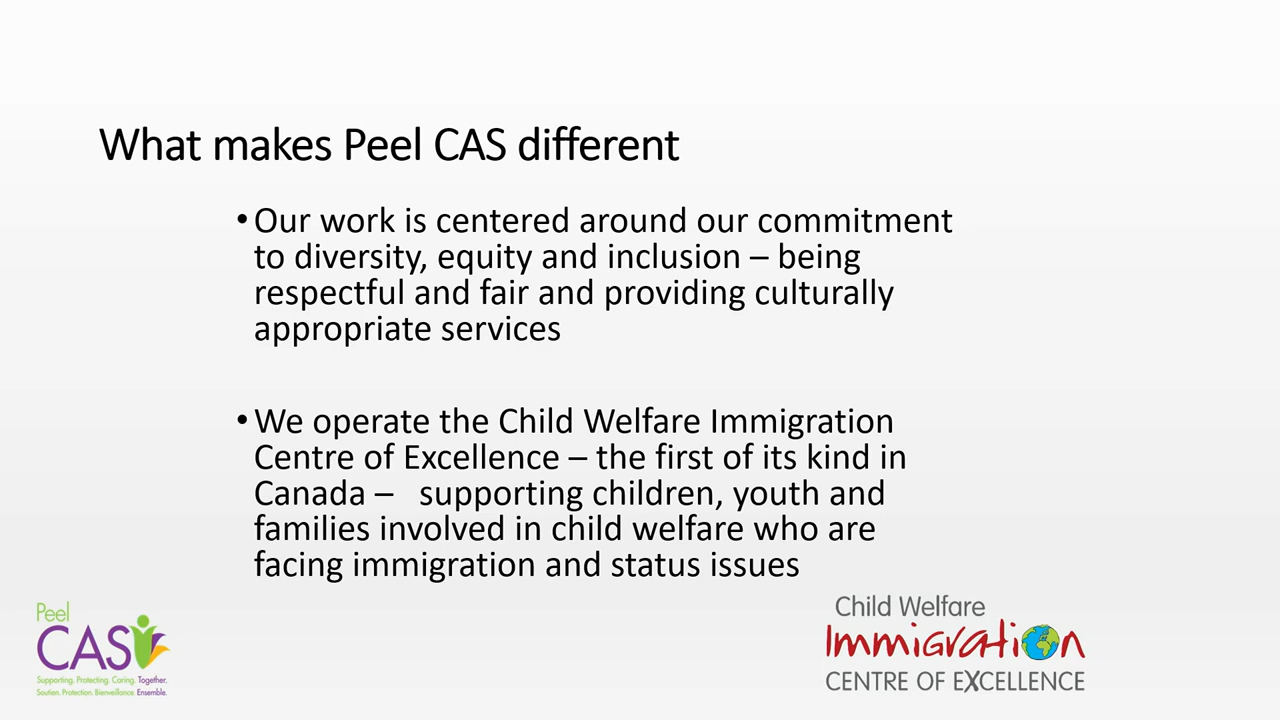 What makes Peel CAS different
• Our work is centered around our commitment
to diversity, equity and inclusion – being
respectful and fair and providing culturally
appropriate services
• We operate the Child Welfare Immigration
Centre of Excellence – the first of its kind in
Canada – supporting children, youth and
families involved in child welfare who are
facing immigration and status issues
Peel
CAS
Supporting. Protecting. Caring. Together.
Soutien. Protection. Bienveillance. Ensemble.
Child Welfare
Immigration
CENTRE OF EXCELLENCE